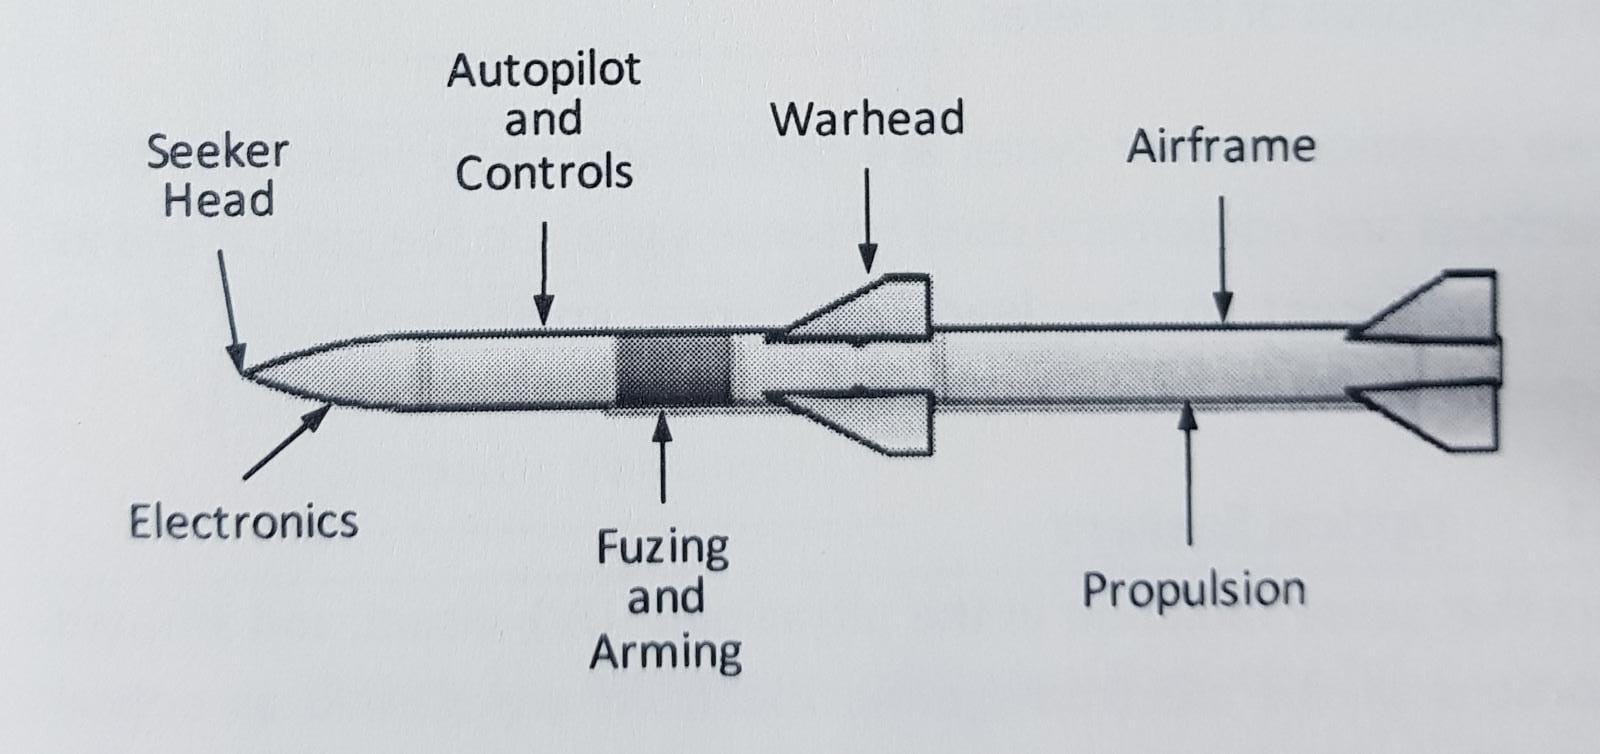 Seeker
Head
Autopilot
and
Controls
Warhead
Airframe
Electronics
Fuzing
and
Arming
Propulsion